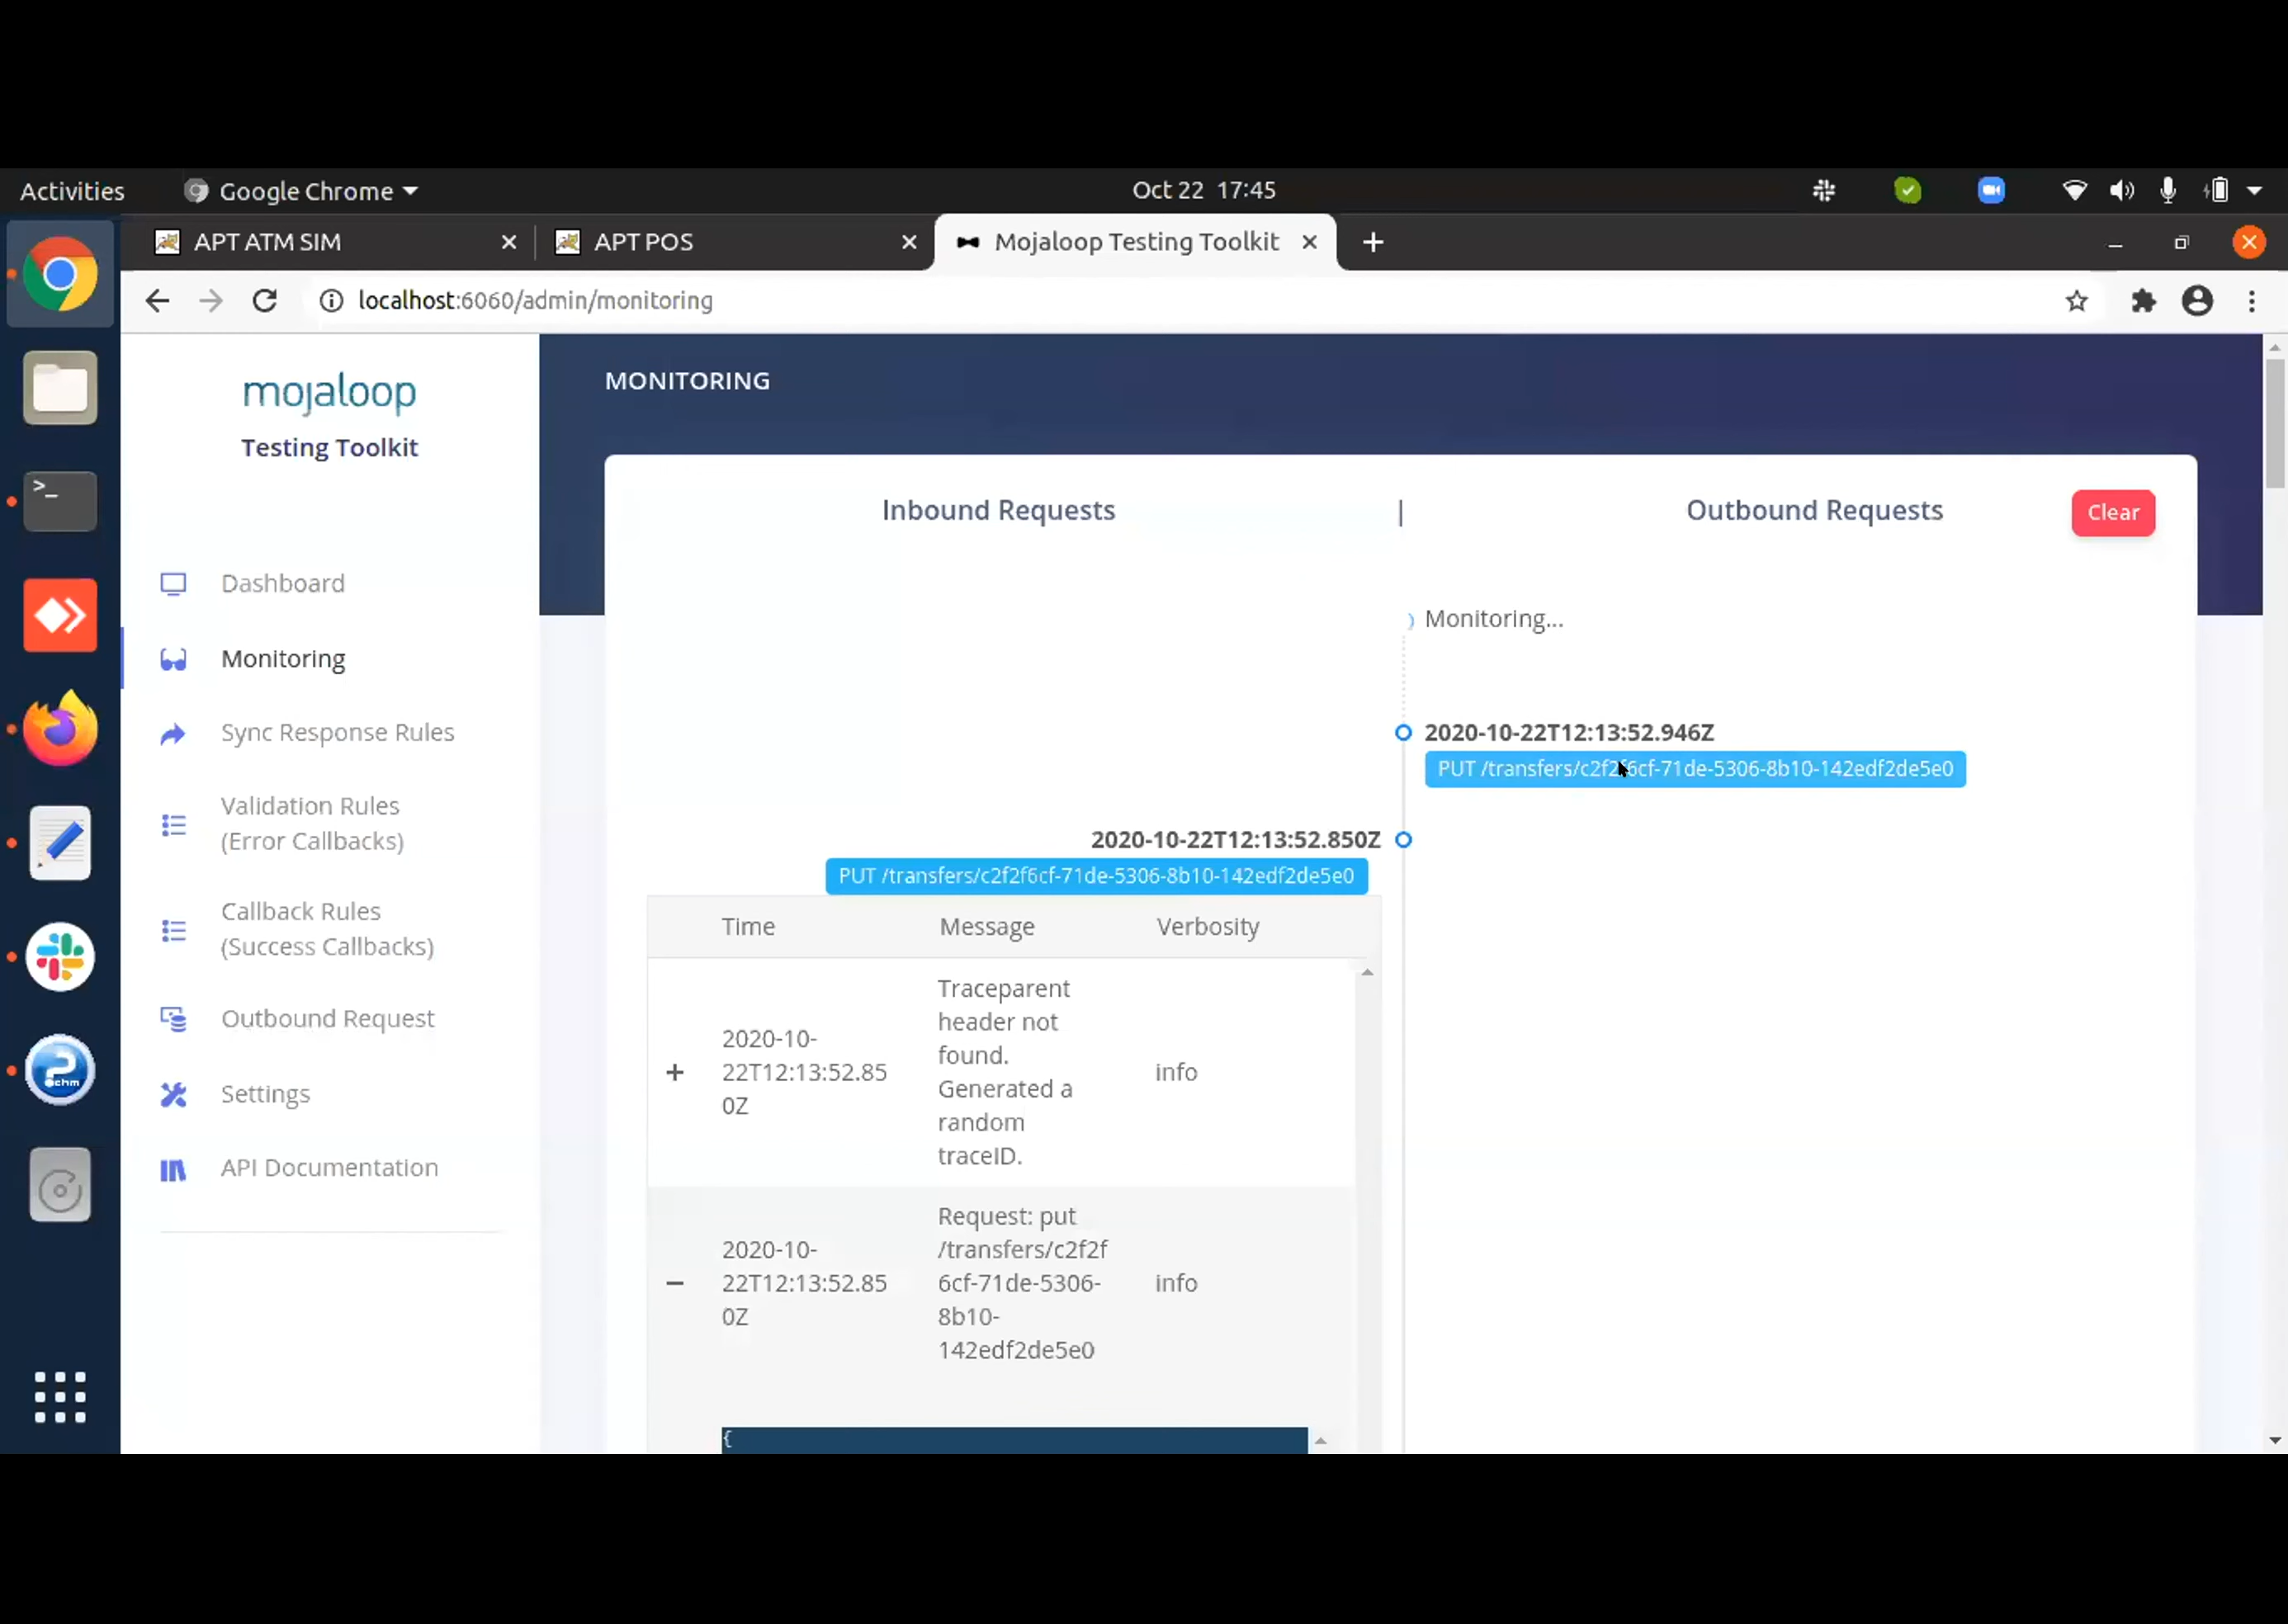 Activities
Google Chrome
Oct 22 17:45
APT ATM SIM
APT POS
Mojaloop Testing Toolkit
localhost:6060/admin/monitoring
mojaloop
Testing Toolkit
Dashboard
Monitoring
Sync Response Rules
Validation Rules
(Error Callbacks)
Callback Rules
(Success Callbacks)
Outbound Request
Settings
API Documentation
MONITORING
Inbound Requests
|
Outbound Requests
Clear
Monitoring...
2020-10-22T12:13:52.946Z
PUT /transfers/c2f2f6cf-71de-5306-8b10-142edf2de5e0
2020-10-22T12:13:52.850Z
PUT /transfers/c2f2f6cf-71de-5306-8b10-142edf2de5e0
Time Message Verbosity
Traceparent
header not
found.
Generated a
random
traceID.
2020-10-
22T12:13:52.85
0Z
info
Request: put
/transfers/c2f2f
6cf-71de-5306-
8b10-
142edf2de5e0
2020-10-
22T12:13:52.85
0Z
info
{
>_
?
.chm